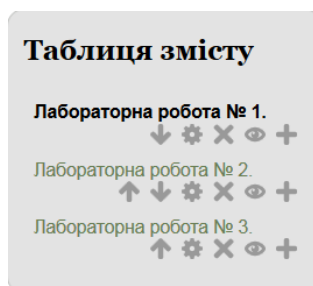 Таблиця змісту
Лабораторна робота № 1.
Лабораторна робота № 2.
Лабораторна робота № 3.